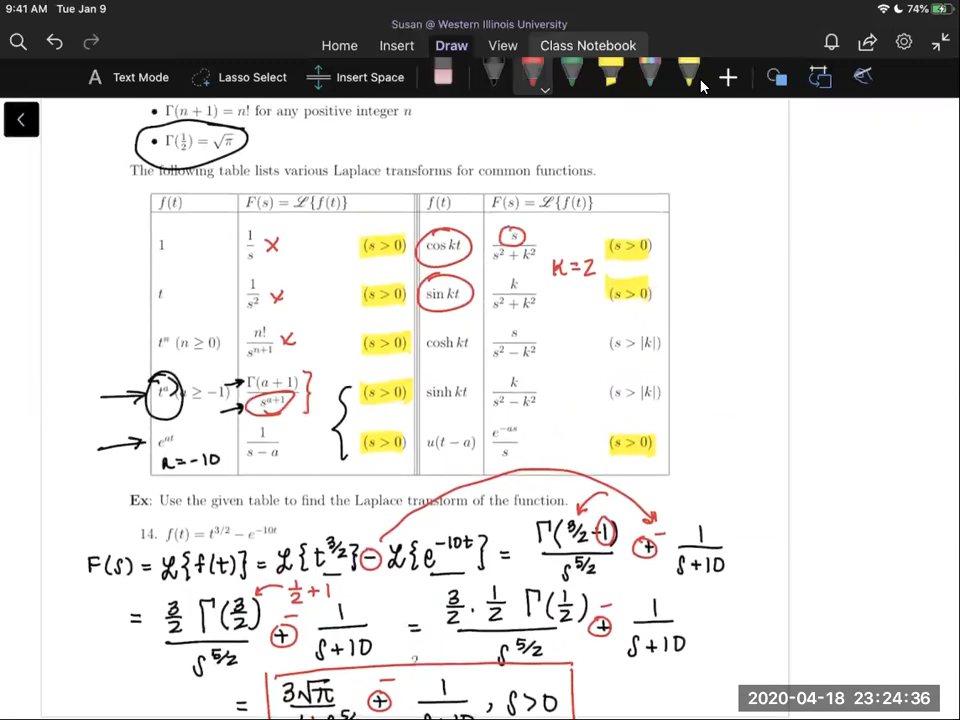 9:41 AM Tue Jan 9
74%
Susan @ Western Illinois University
Home Insert Draw View Class Notebook
A Text Mode Lasso Select Insert Space
• Γ(n + 1) = n! for any positive integer n
• Γ(1/2) = √π
The following table lists various Laplace transforms for common functions.
f(t) F(s) = ℒ{f(t)} f(t) F(s) = ℒ{f(t)}
1 1/s × (s > 0) cos kt s/(s² + k²) (s > 0)
K=2
t 1/s² × (s > 0) sin kt k/(s² + k²) (s > 0)
tⁿ (n ≥ 0) n!/sⁿ⁺¹ × (s > 0) cosh kt s/(s² − k²) (s > |k|)
tᵃ (a ≥ −1) Γ(a + 1)/sᵃ⁺¹ } { (s > 0) sinh kt k/(s² − k²) (s > |k|)
eᵃᵗ 1/(s − a) (s > 0) u(t − a) e⁻ᵃˢ/s (s > 0)
a = −10
Ex: Use the given table to find the Laplace transform of the function.
14. f(t) = t^{3/2} − e^{−10t}
F(s) = ℒ{f(t)} = ℒ{t^{3/2}} − ℒ{e^{−10t}} = Γ(3/2 −1)/s^{5/2} + − 1/(s+10)
1/2 + 1
= 3/2 Γ(3/2)/s^{5/2} + − 1/(s+10) = 3/2 · 1/2 Γ(1/2)/s^{5/2} + − 1/(s+10)
2
= 3√π + − 1 , s>0
2020-04-18 23:24:36